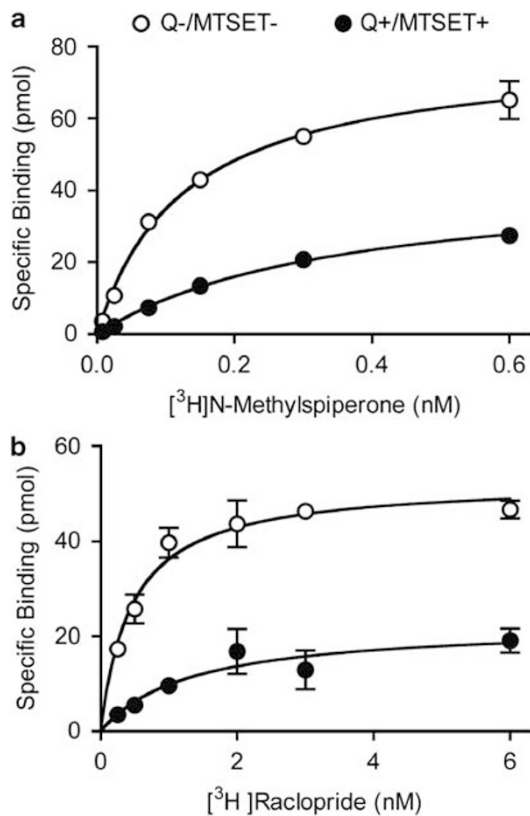 a
Q-/MTSET-
Q+/MTSET+
80
60
40
20
0
Specific Binding (pmol)
0.0
0.2
0.4
0.6
[³H]N-Methylspiperone (nM)
b
60
40
20
0
Specific Binding (pmol)
0
2
4
6
[³H ]Raclopride (nM)